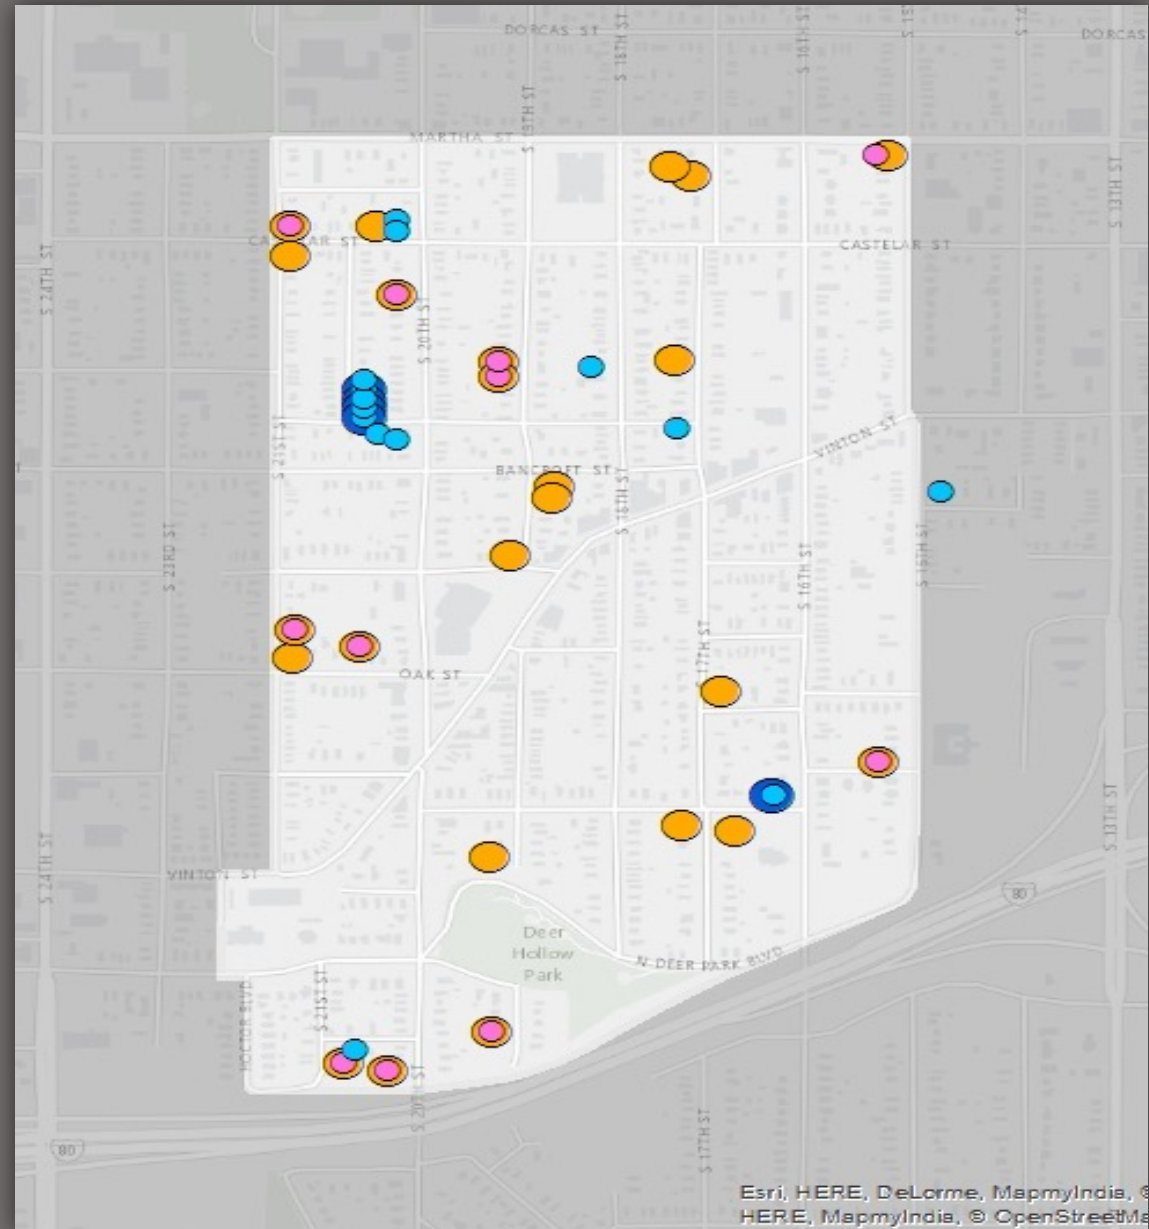 DORCAS ST
DORCAS
S 18TH ST
S 16TH ST
S 19TH ST
MARTHA ST
S 13TH ST
S 24TH ST
CASTELAR ST
S 20TH ST
S 21ST ST
VINTON ST
BANCROFT ST
S 18TH ST
S 23RD ST
S 15TH ST
S 16TH ST
S 17TH ST
OAK ST
S 24TH ST
S 13TH ST
VINTON ST
80
Deer
Hollow
Park
N DEER PARK BLVD
S 21ST ST
HOCTOR BLVD
S 20TH ST
S 17TH ST
80
Esri, HERE, DeLorme, MapmyIndia, ©
HERE, MapmyIndia, © OpenStreetMa